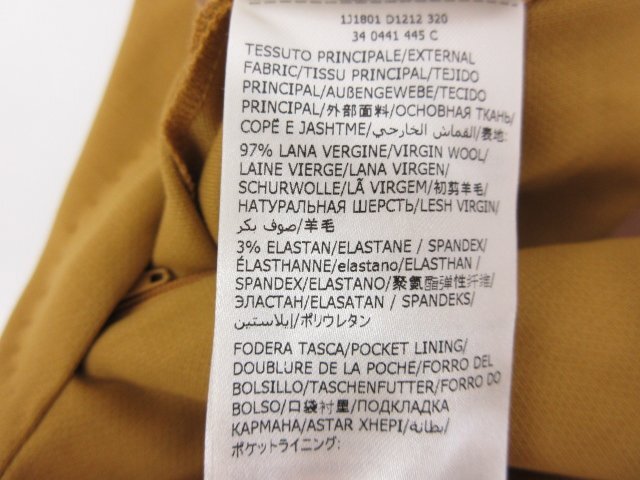 1J1801 D1212 320
34 0441 445 C
TESSUTO PRINCIPALE/EXTERNAL
FABRIC/TISSU PRINCIPAL/TEJIDO
PRINCIPAL/AUßENGEWEBE/TECIDO
PRINCIPAL/外部面料/ОСНОВНАЯ ТКАНЬ/
COPË E JASHTME/القماش الخارجي/表地:
97% LANA VERGINE/VIRGIN WOOL/
LAINE VIERGE/LANA VIRGEN/
SCHURWOLLE/LÃ VIRGEM/初剪羊毛/
НАТУРАЛЬНАЯ ШЕРСТЬ/LESH VIRGJN/
صوف بكر/羊毛
3% ELASTAN/ELASTANE / SPANDEX/
ÉLASTHANNE/elastano/ELASTHAN /
SPANDEX/ELASTANO/聚氨酯弹性纤维/
ЭЛАСТАН/ELASATAN / SPANDEKS/
إيلاستين/ポリウレタン
FODERA TASCA/POCKET LINING/
DOUBLURE DE LA POCHE/FORRO DEL
BOLSILLO/TASCHENFUTTER/FORRO DO
BOLSO/口袋衬里/ПОДКЛАДКА
КАРМАНА/ASTAR XHEPI/بطانة/
ポケットライニング: